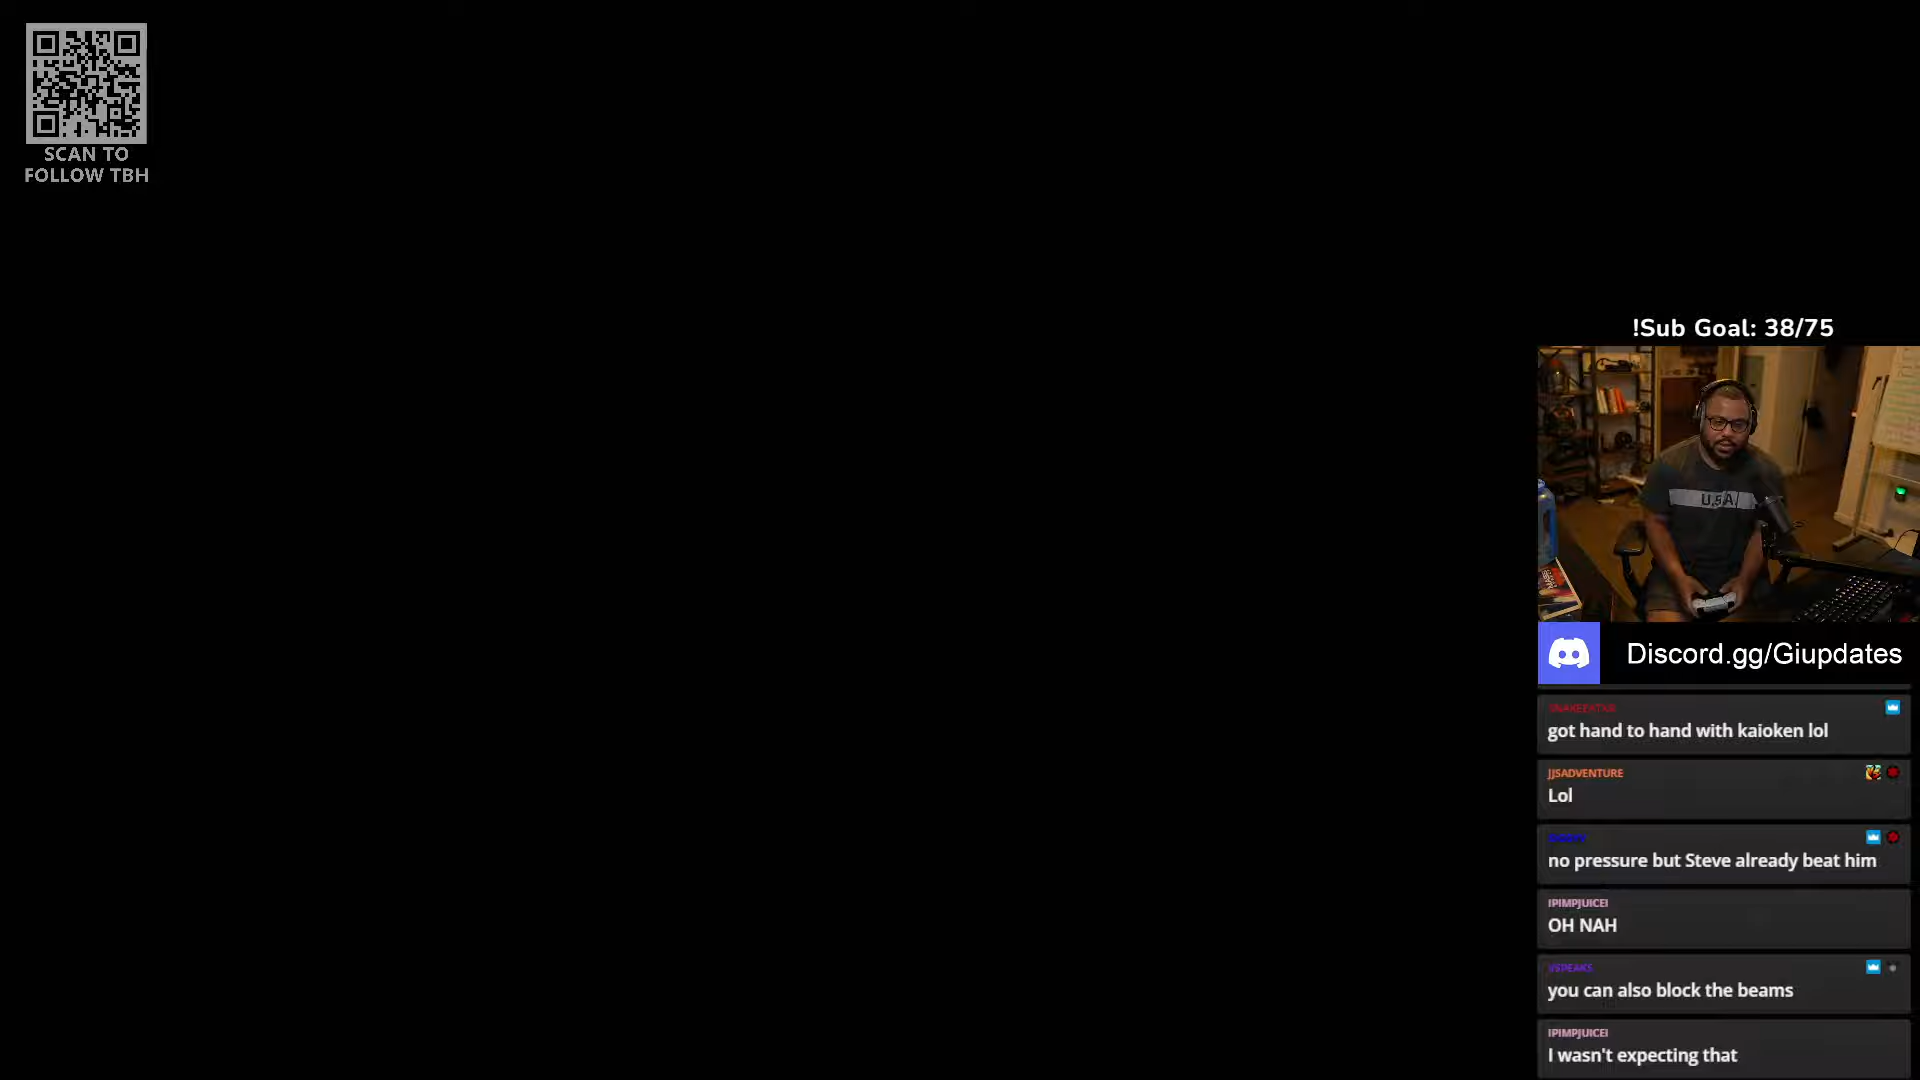 SCAN TO
FOLLOW TBH
!Sub Goal: 38/75
U.S.A.
Discord.gg/Giupdates
got hand to hand with kaioken lol
JJSADVENTURE
Lol
no pressure but Steve already beat him
IPIMPJUICEI
OH NAH
VSPEAKS
you can also block the beams
IPIMPJUICEI
I wasn't expecting that